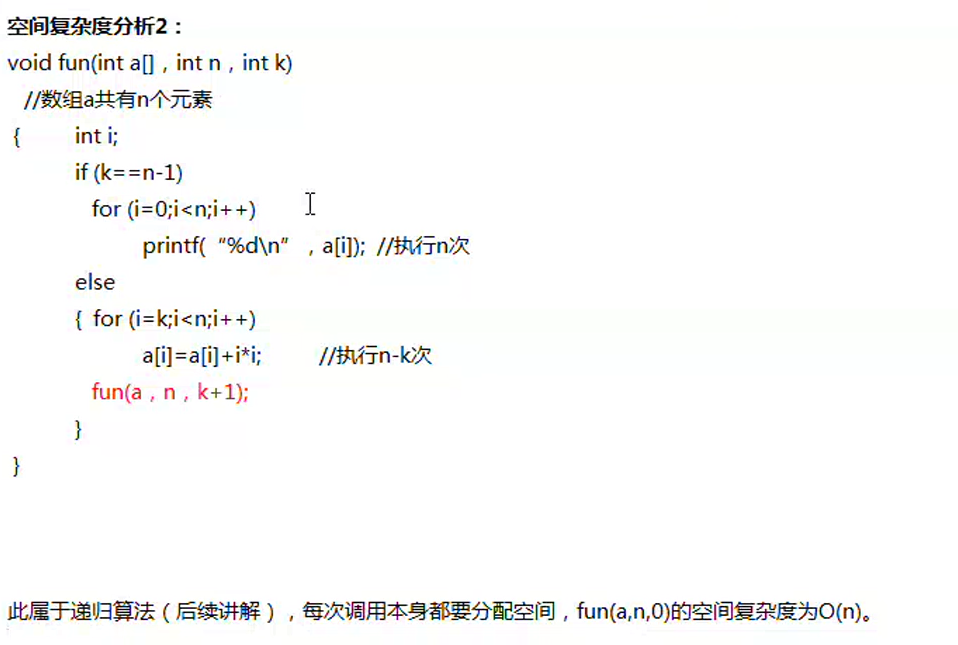 空间复杂度分析2：
void fun(int a[]，int n，int k)
//数组a共有n个元素
{ int i;
if (k==n-1)
for (i=0;i<n;i++)
printf(“%d\n”，a[i]); //执行n次
else
{ for (i=k;i<n;i++)
a[i]=a[i]+i*i; //执行n-k次
fun(a，n，k+1);
}
}
此属于递归算法（后续讲解），每次调用本身都要分配空间，fun(a,n,0)的空间复杂度为O(n)。